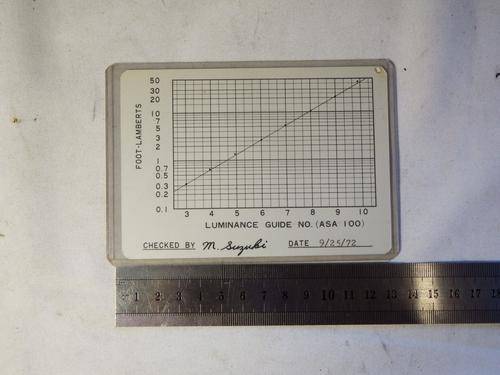 50
30
20
10
7
5
3
2
1
0.7
0.5
0.3
0.2
0.1
FOOT-LAMBERTS
3 4 5 6 7 8 9 10
LUMINANCE GUIDE NO. (ASA 100)
CHECKED BY M. Suzuki DATE 9/25/72
1 2 3 4 5 6 7 8 9 10 11 12 13 14 15 16 17 18